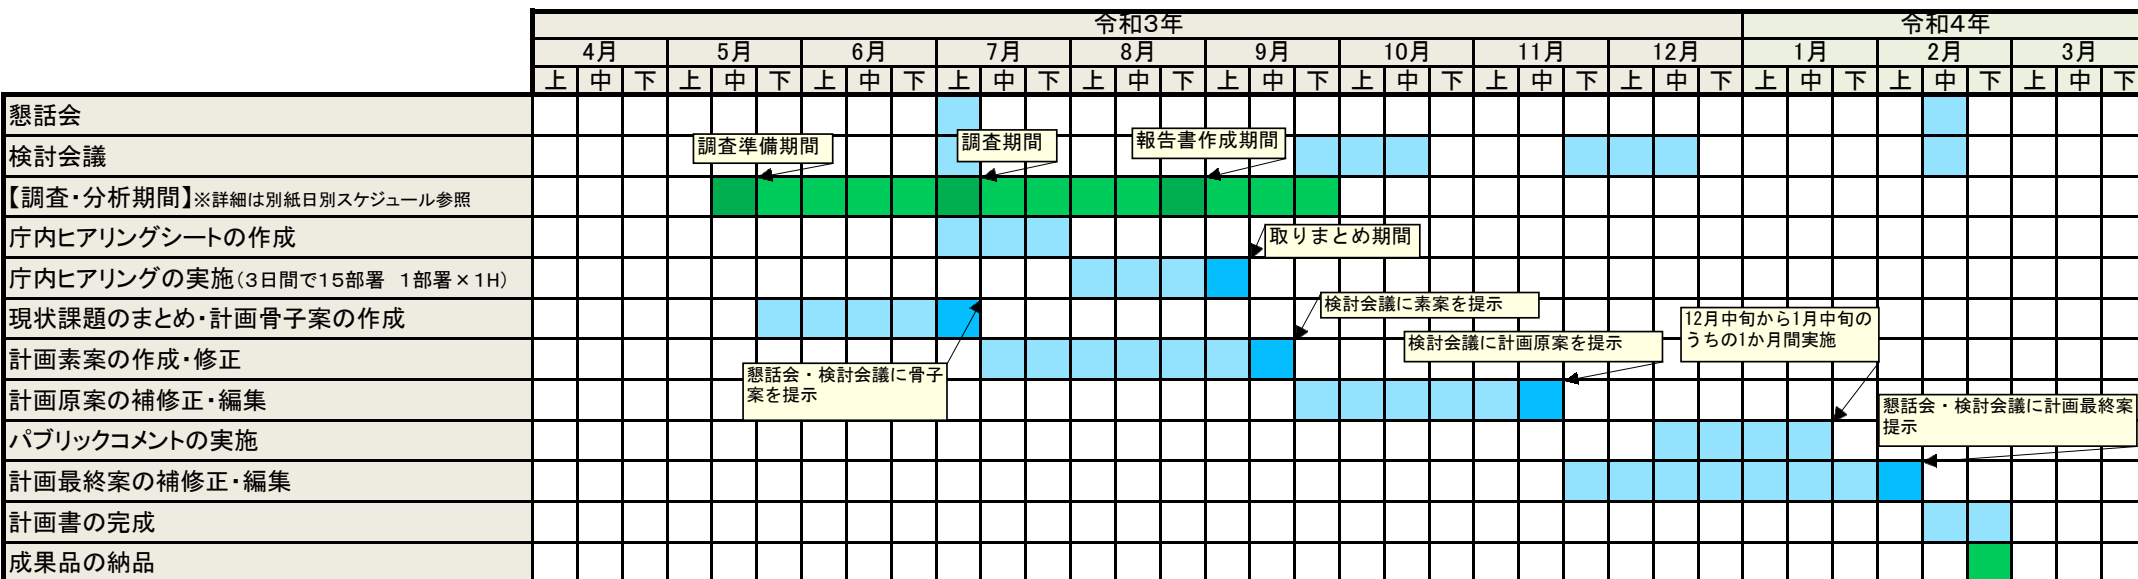 令和3年 令和4年
4月 5月 6月 7月 8月 9月 10月 11月 12月 1月 2月 3月
上 中 下 上 中 下 上 中 下 上 中 下 上 中 下 上 中 下 上 中 下 上 中 下 上 中 下 上 中 下 上 中 下 上 中 下
懇話会
調査準備期間
調査期間
報告書作成期間
検討会議
【調査・分析期間】※詳細は別紙日別スケジュール参照
庁内ヒアリングシートの作成
取りまとめ期間
庁内ヒアリングの実施(3日間で15部署 1部署×1H)
現状課題のまとめ・計画骨子案の作成
検討会議に素案を提示
12月中旬から1月中旬の
うちの1か月間実施
検討会議に計画原案を提示
計画素案の作成・修正
懇話会・検討会議に骨子
案を提示
計画原案の補修正・編集
懇話会・検討会議に計画最終案
提示
パブリックコメントの実施
計画最終案の補修正・編集
計画書の完成
成果品の納品